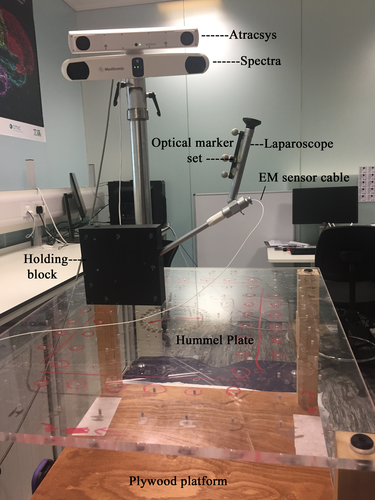 Atracsys
Spectra
Optical marker
set
Laparoscope
EM sensor cable
Holding
block
Hummel Plate
Plywood platform